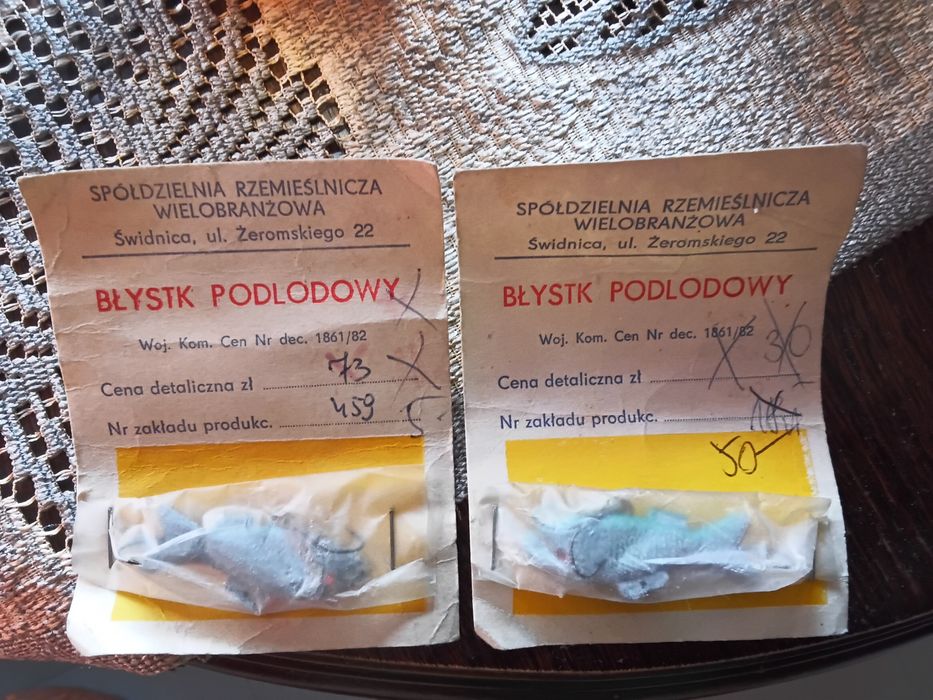 SPÓŁDZIELNIA RZEMIEŚLNICZA
WIELOBRANŻOWA
Świdnica, ul. Żeromskiego 22
BŁYSTK PODLODOWY
Woj. Kom. Cen Nr dec. 1861/82
Cena detaliczna zł 73
Nr zakładu produkc. 459 5
SPÓŁDZIELNIA RZEMIEŚLNICZA
WIELOBRANŻOWA
Świdnica, ul. Żeromskiego 22
BŁYSTK PODLODOWY
Woj. Kom. Cen Nr dec. 1861/82
Cena detaliczna zł
Nr zakładu produkc.
50